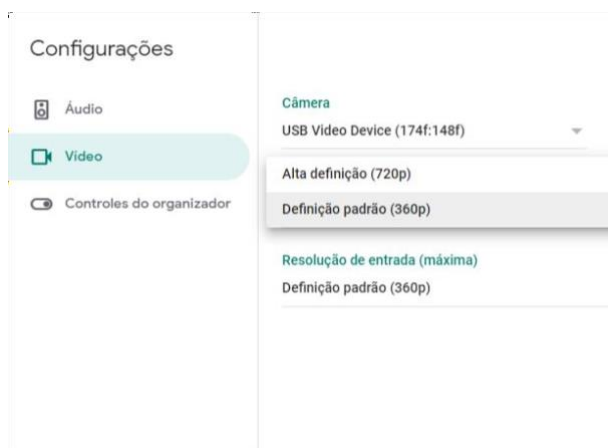 Configurações
Áudio
Vídeo
Controles do organizador
Câmera
USB Video Device (174f:148f)
Alta definição (720p)
Definição padrão (360p)
Resolução de entrada (máxima)
Definição padrão (360p)